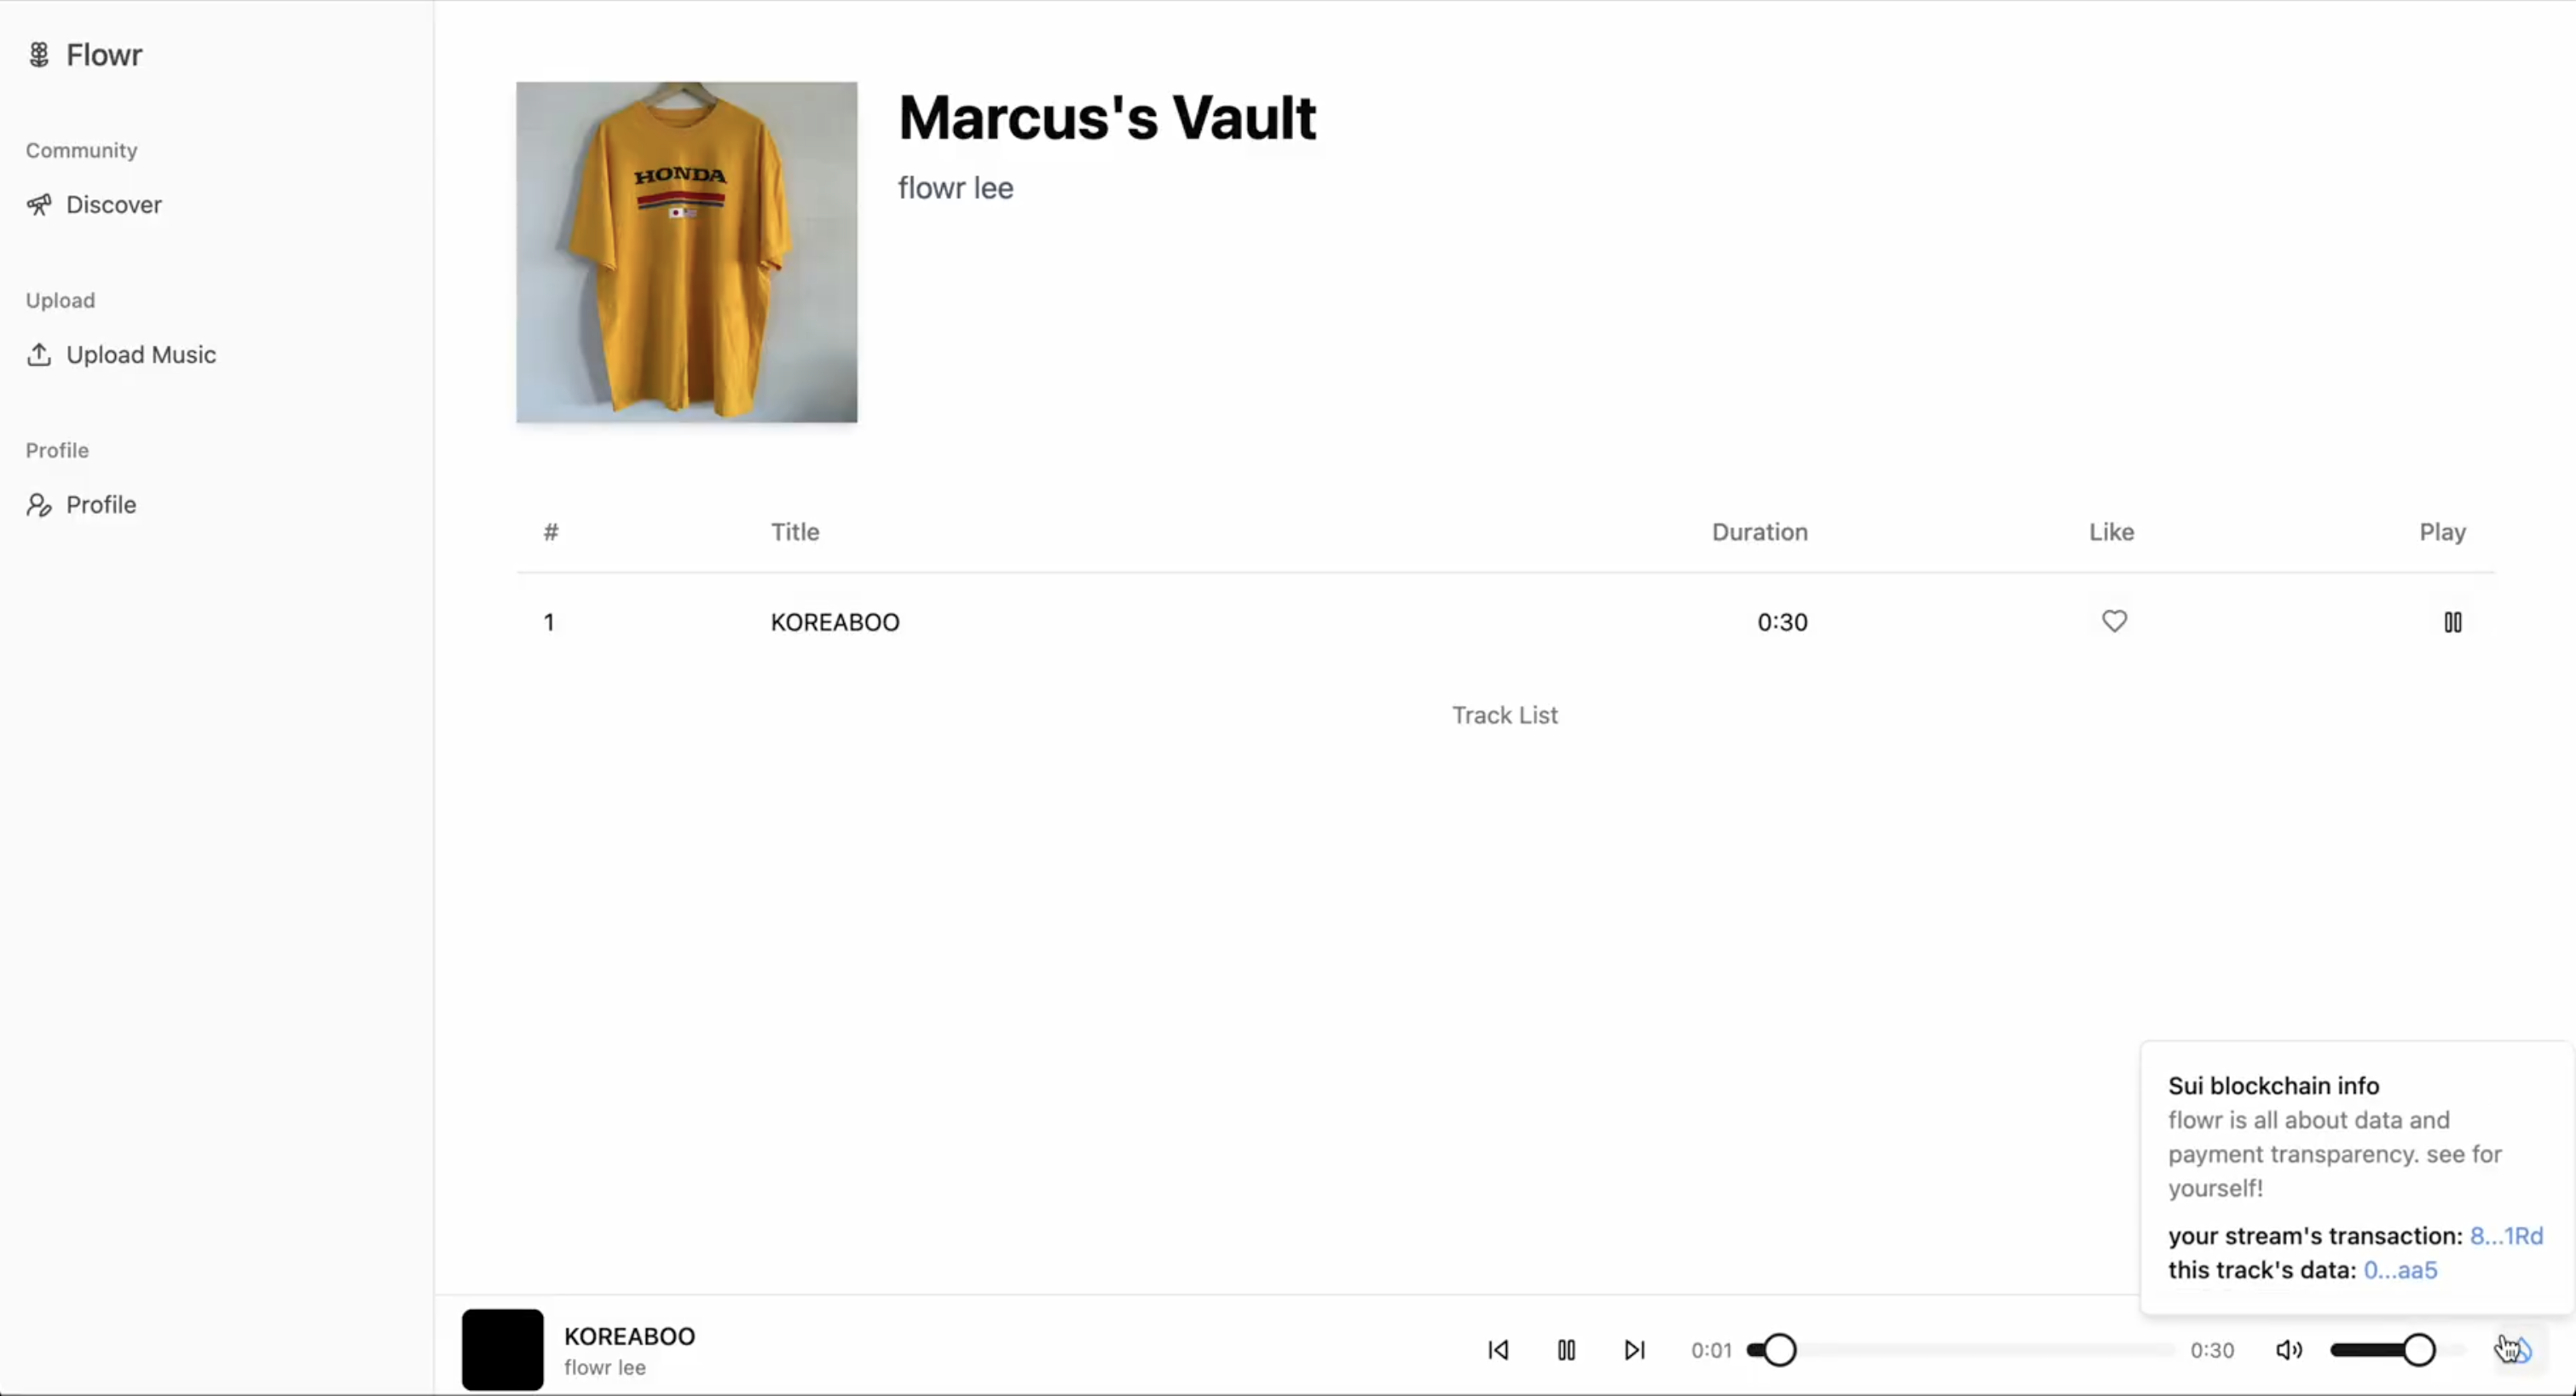 Flowr
Community
Discover
Upload
Upload Music
Profile
Profile
HONDA
Marcus's Vault
flowr lee
# Title Duration Like Play
1 KOREABOO 0:30
Track List
Sui blockchain info
flowr is all about data and
payment transparency. see for
yourself!
your stream's transaction: 8...1Rd
this track's data: 0...aa5
KOREABOO
flowr lee
0:01
0:30